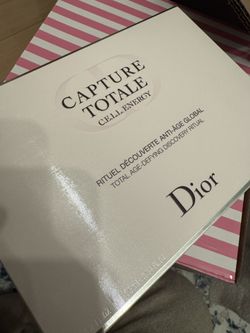 CAPTURE
TOTALE
C.E.L.L. ENERGY
RITUEL DÉCOUVERTE ANTI-ÂGE GLOBAL
TOTAL AGE-DEFYING DISCOVERY RITUAL
Dior